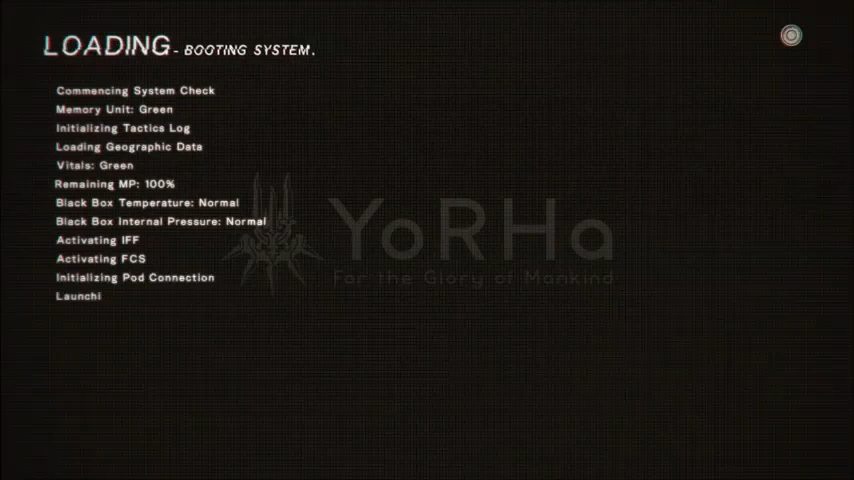 LOADING - BOOTING SYSTEM.
Commencing System Check
Memory Unit: Green
Initializing Tactics Log
Loading Geographic Data
Vitals: Green
Remaining MP: 100%
Black Box Temperature: Normal
Black Box Internal Pressure: Normal
Activating IFF
Activating FCS
Initializing Pod Connection
Launchi
YoRHa
For the Glory of Mankind